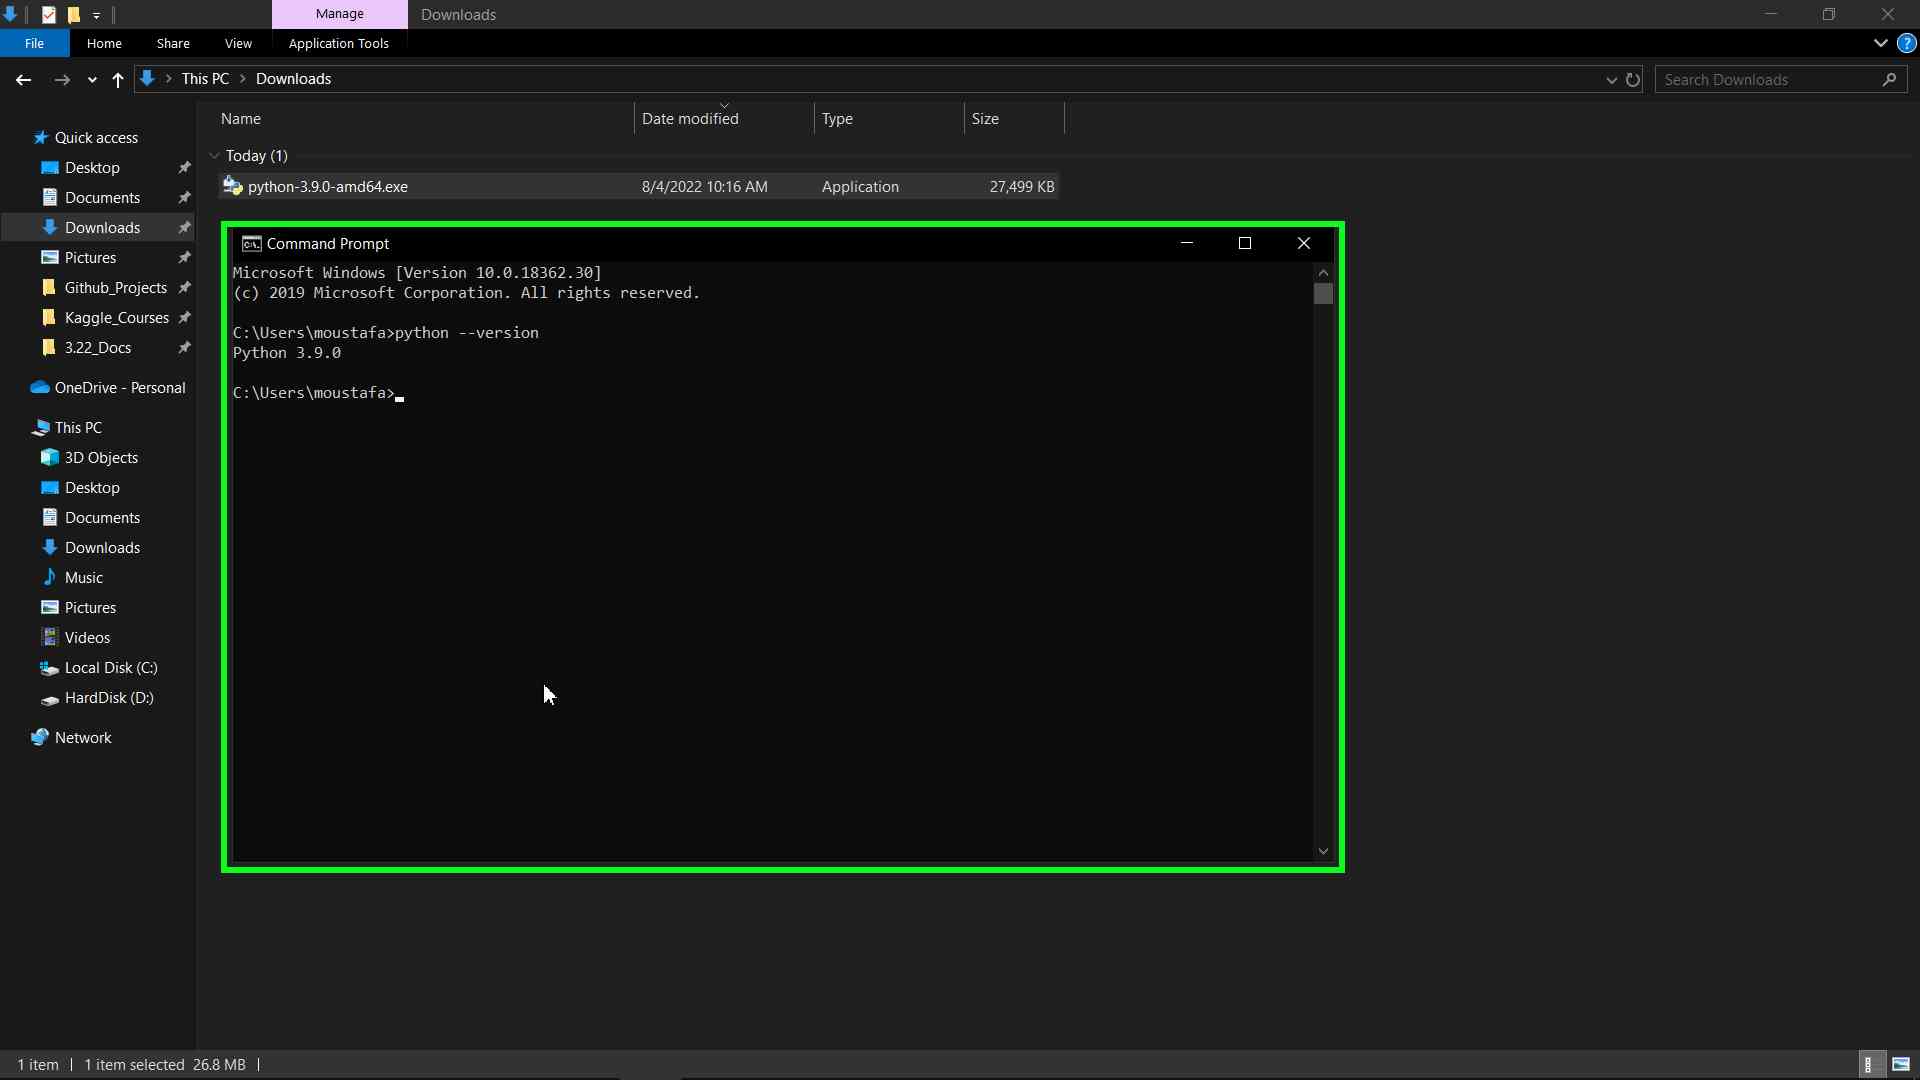 Manage
Downloads
File
Home
Share
View
Application Tools
?
This PC > Downloads
Search Downloads
Name
Date modified
Type
Size
Quick access
Desktop
Documents
Downloads
Pictures
Github_Projects
Kaggle_Courses
3.22_Docs
OneDrive - Personal
This PC
3D Objects
Desktop
Documents
Downloads
Music
Pictures
Videos
Local Disk (C:)
HardDisk (D:)
Network
Today (1)
python-3.9.0-amd64.exe
8/4/2022 10:16 AM
Application
27,499 KB
C:\. Command Prompt
Microsoft Windows [Version 10.0.18362.30]
(c) 2019 Microsoft Corporation. All rights reserved.
C:\Users\moustafa>python --version
Python 3.9.0
C:\Users\moustafa>_
1 item
1 item selected 26.8 MB